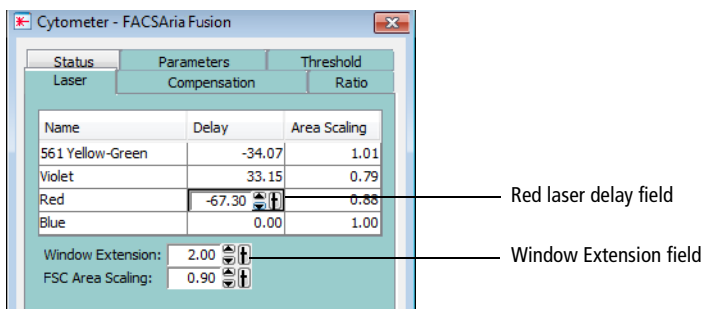 Cytometer - FACSAria Fusion
Status Parameters Threshold
Laser Compensation Ratio
Name Delay Area Scaling
561 Yellow-Green -34.07 1.01
Violet 33.15 0.79
Red -67.30 0.88
Blue 0.00 1.00
Window Extension: 2.00
FSC Area Scaling: 0.90
Red laser delay field
Window Extension field